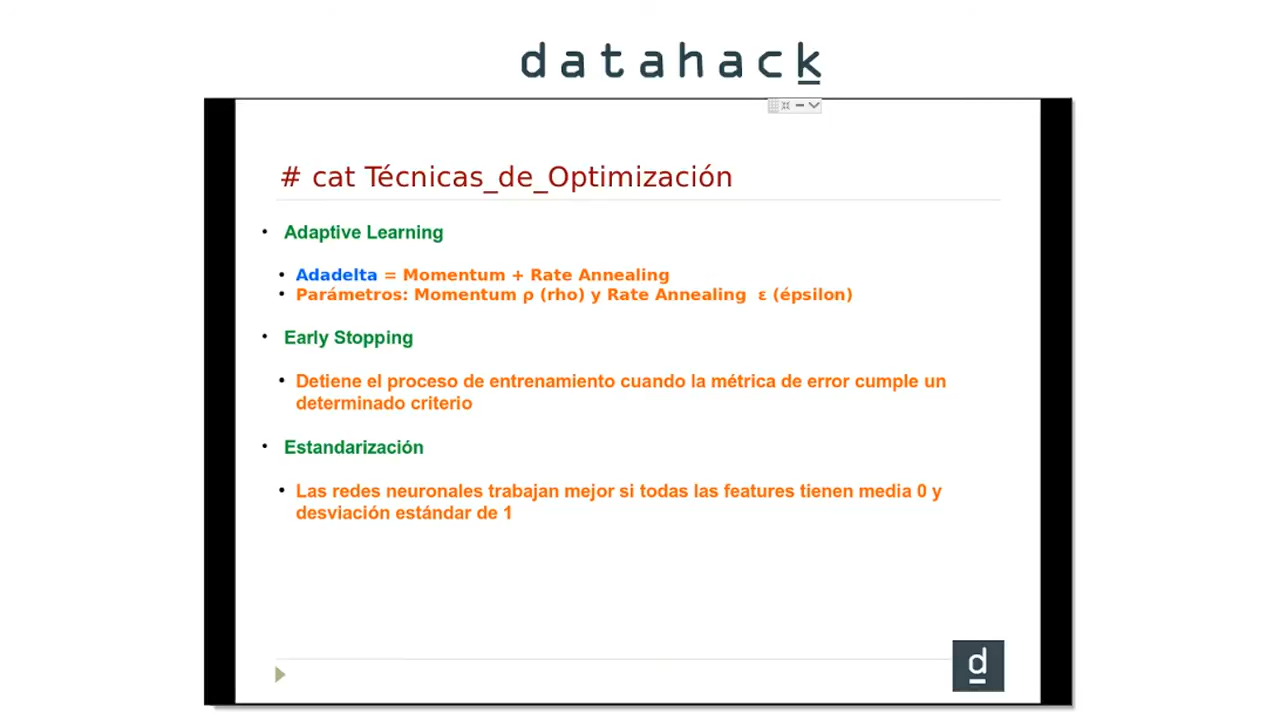 datahack
# cat Técnicas_de_Optimización
• Adaptive Learning
• Adadelta = Momentum + Rate Annealing
• Parámetros: Momentum ρ (rho) y Rate Annealing ε (épsilon)
• Early Stopping
• Detiene el proceso de entrenamiento cuando la métrica de error cumple un
determinado criterio
• Estandarización
• Las redes neuronales trabajan mejor si todas las features tienen media 0 y
desviación estándar de 1
d